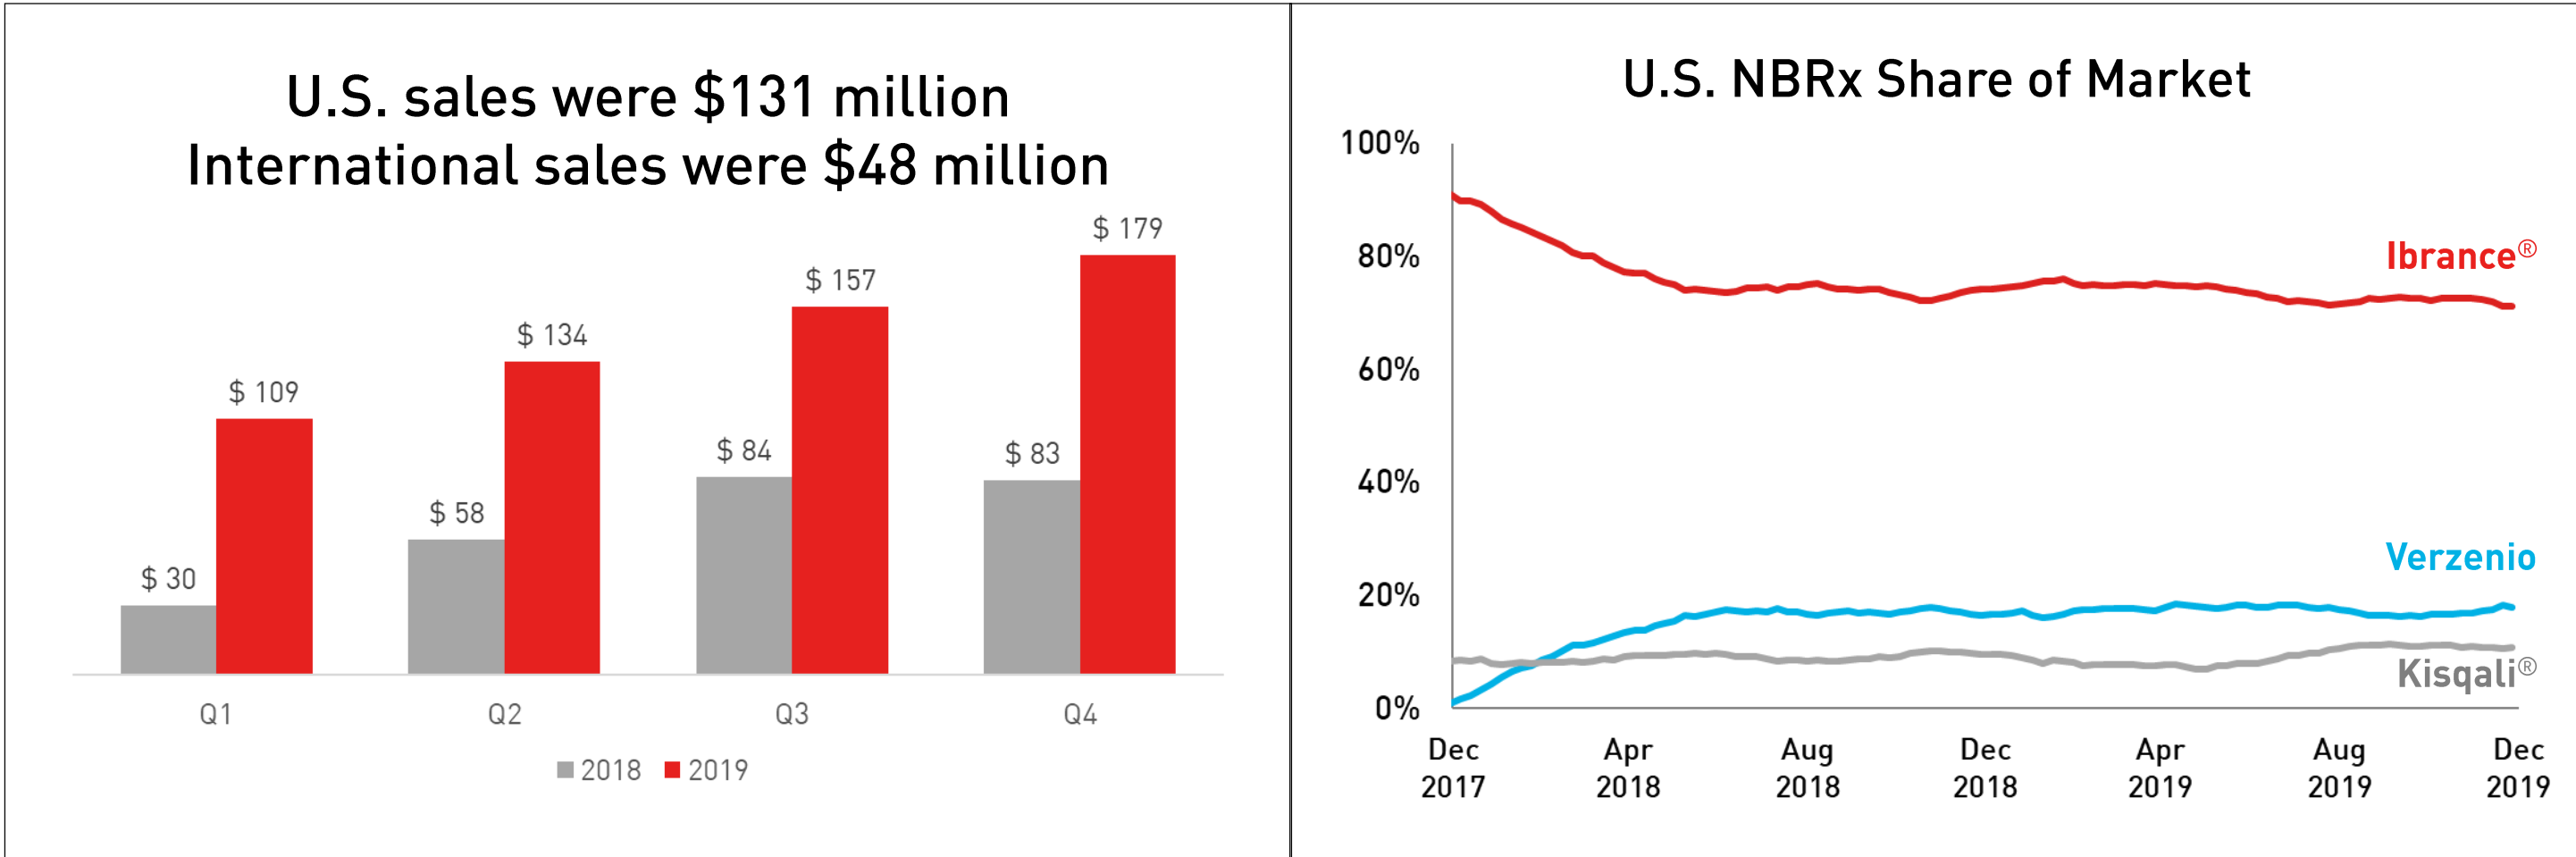 U.S. sales were $131 million
International sales were $48 million
$ 30
$ 109
$ 58
$ 134
$ 84
$ 157
$ 83
$ 179
Q1
Q2
Q3
Q4
2018
2019
U.S. NBRx Share of Market
100%
80%
60%
40%
20%
0%
Ibrance®
Verzenio
Kisqali®
Dec
2017
Apr
2018
Aug
2018
Dec
2018
Apr
2019
Aug
2019
Dec
2019